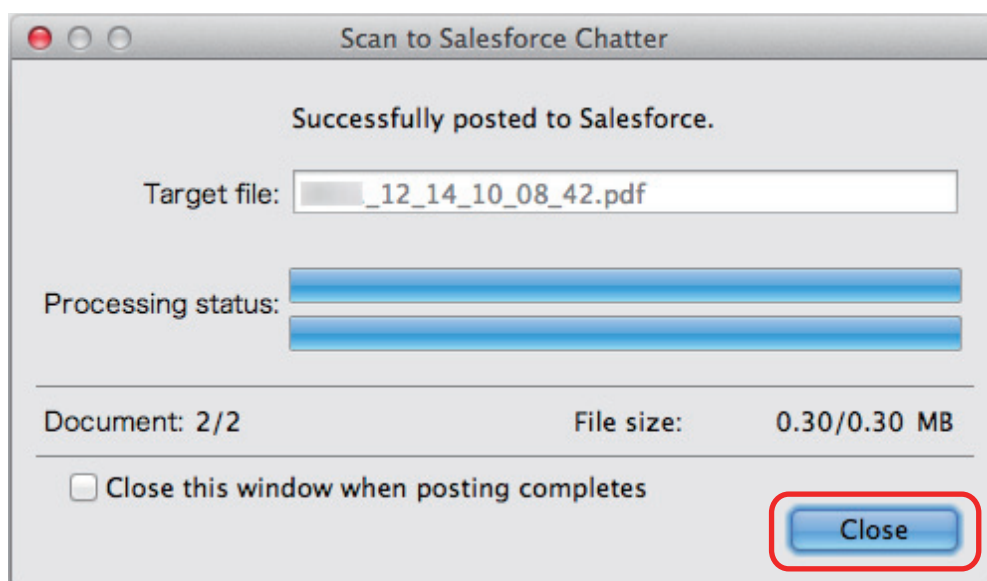 Scan to Salesforce Chatter
Successfully posted to Salesforce.
Target file: _12_14_10_08_42.pdf
Processing status:
Document: 2/2 File size: 0.30/0.30 MB
Close this window when posting completes
Close